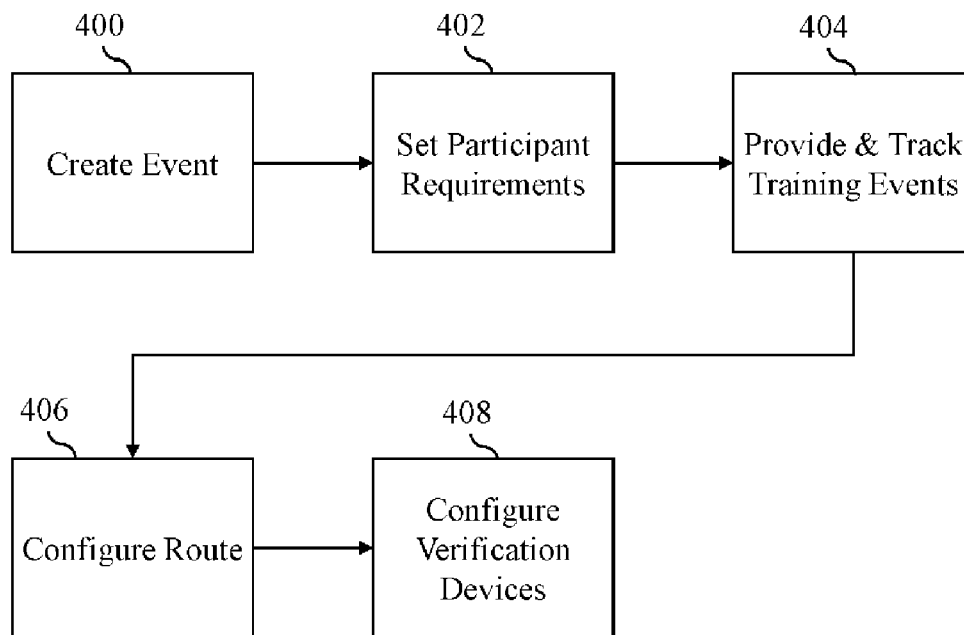 400
402
404
Create Event
Set Participant
Requirements
Provide & Track
Training Events
406
408
Configure Route
Configure
Verification
Devices